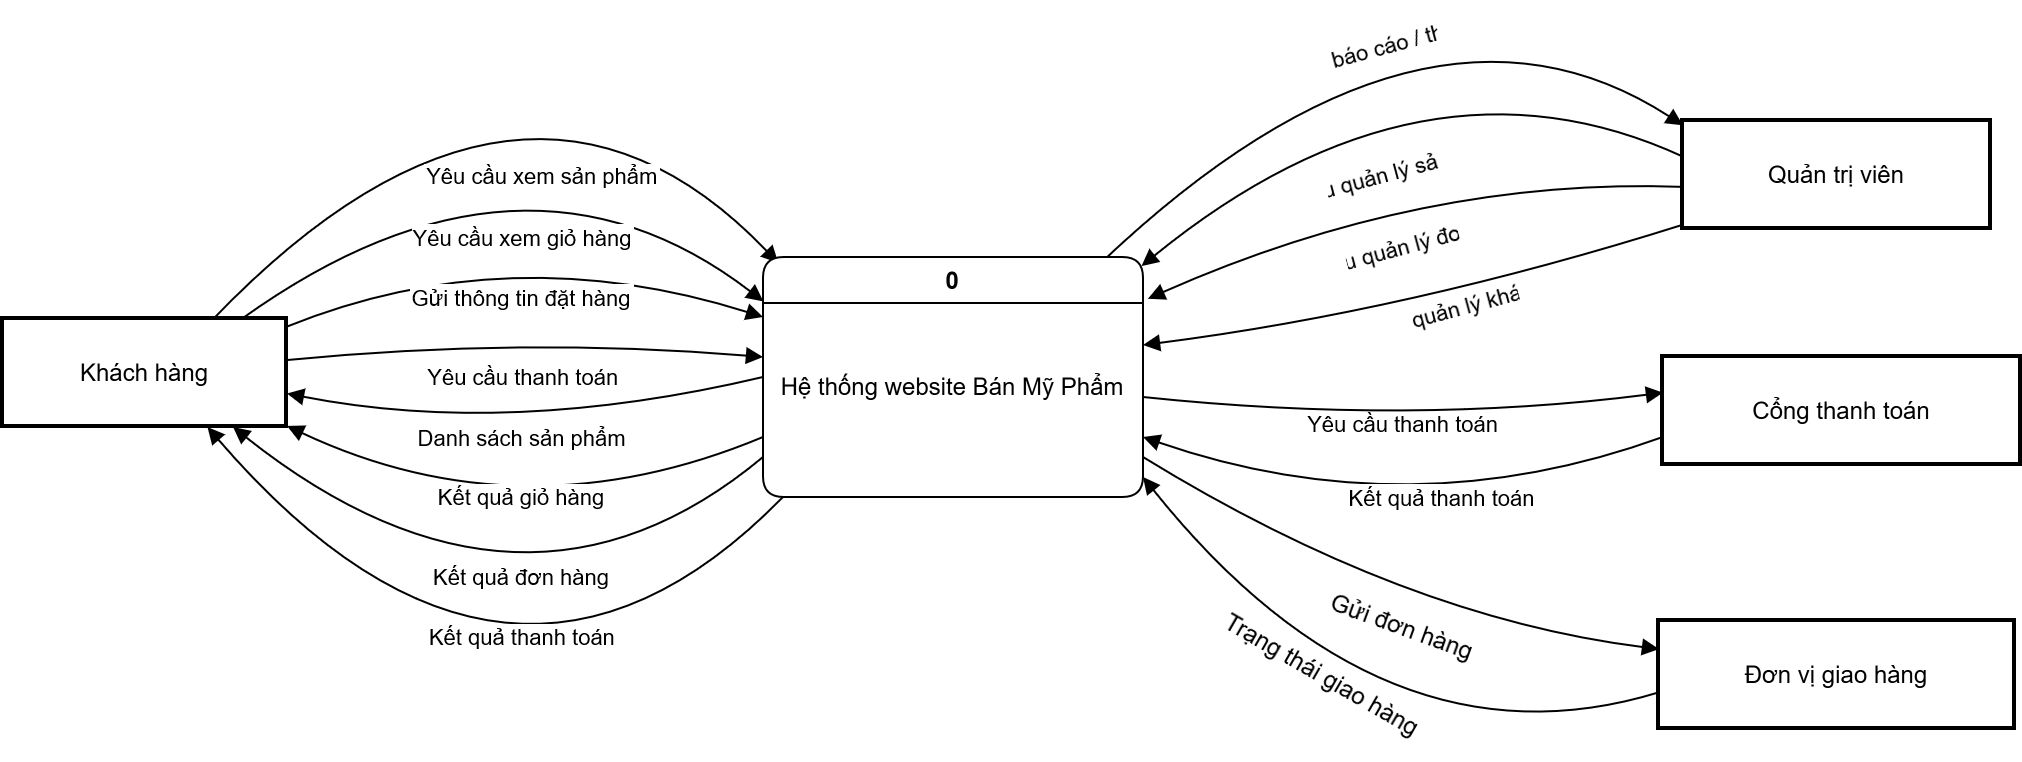 báo cáo / th
Yêu cầu xem sản phẩm
Quản trị viên
quản lý sả
Yêu cầu xem giỏ hàng
quản lý đo
0
Gửi thông tin đặt hàng
quản lý khá
Khách hàng
Yêu cầu thanh toán
Hệ thống website Bán Mỹ Phẩm
Cổng thanh toán
Yêu cầu thanh toán
Danh sách sản phẩm
Kết quả giỏ hàng
Kết quả thanh toán
Kết quả đơn hàng
Gửi đơn hàng
Kết quả thanh toán
Trạng thái giao hàng
Đơn vị giao hàng